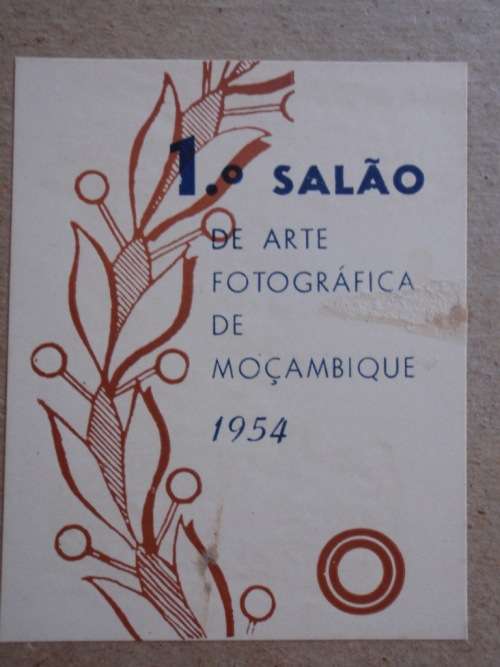 1.º SALÃO
DE ARTE
FOTOGRÁFICA
DE
MOÇAMBIQUE
1954